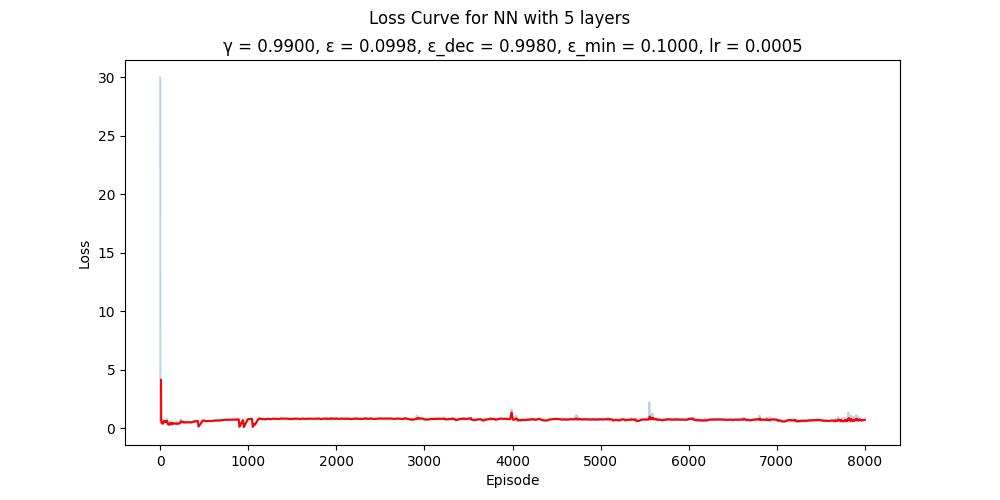 Loss Curve for NN with 5 layers
γ = 0.9900, ε = 0.0998, ε_dec = 0.9980, ε_min = 0.1000, lr = 0.0005
30
25
20
15
10
5
0
Loss
0 1000 2000 3000 4000 5000 6000 7000 8000
Episode